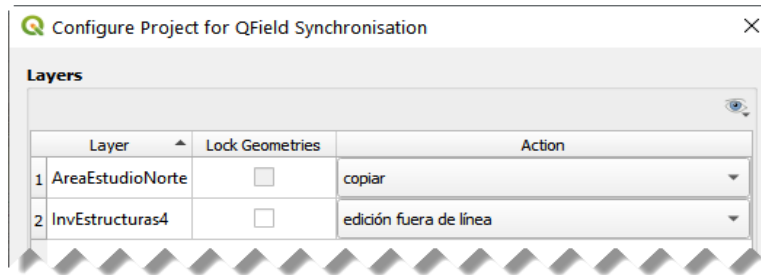 Configure Project for QField Synchronisation
Layers
Layer Lock Geometries Action
1 AreaEstudioNorte copiar
2 InvEstructuras4 edición fuera de línea